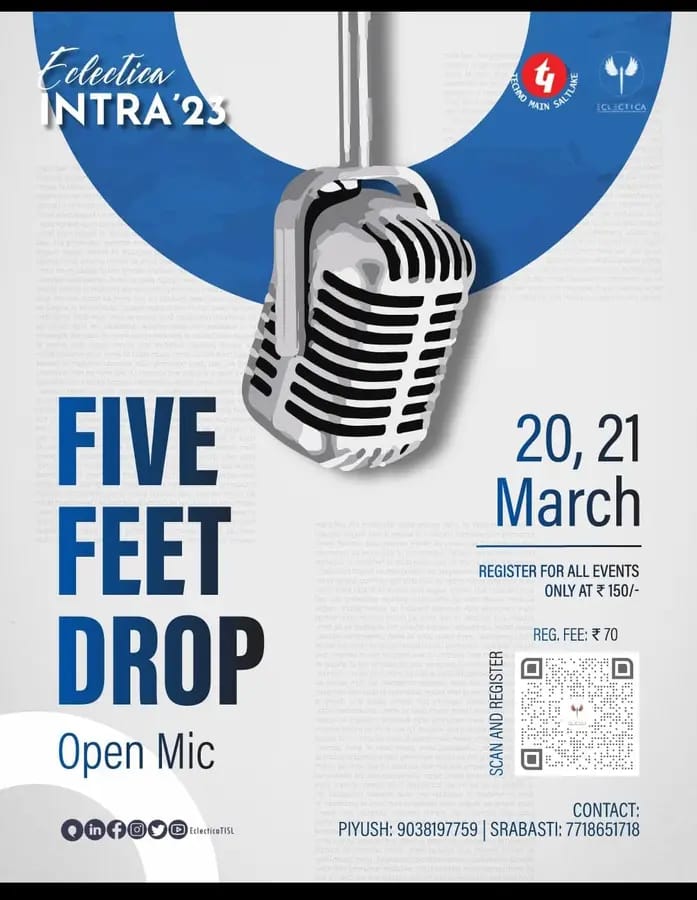 Eclectica
INTRA'23
TECHNO MAIN SALTLAKE
ECLECTICA
FIVE
FEET
DROP
Open Mic
20, 21
March
REGISTER FOR ALL EVENTS
ONLY AT ₹ 150/-
REG. FEE: ₹ 70
SCAN AND REGISTER
CONTACT:
PIYUSH: 9038197759 | SRABASTI: 7718651718
EclecticaTISL